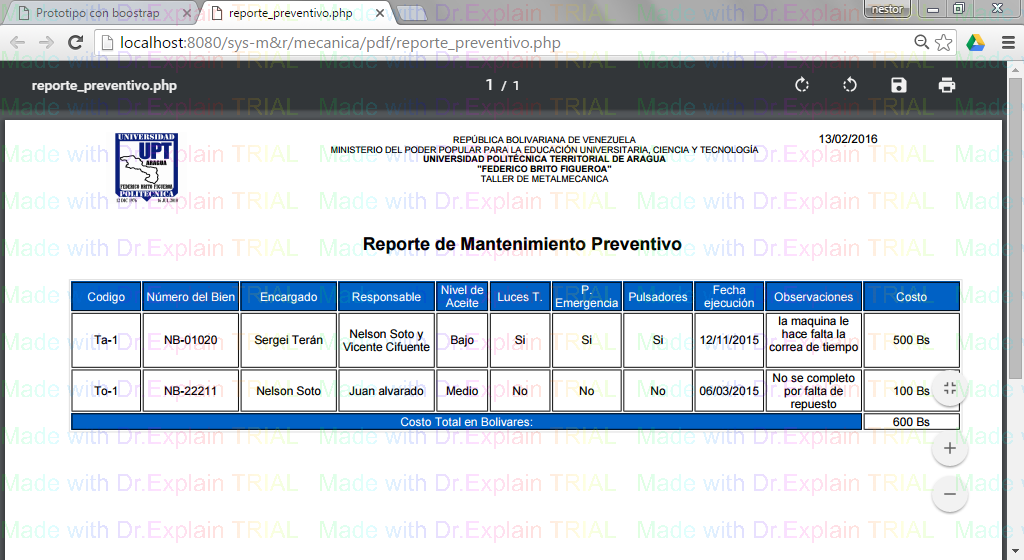 Prototipo con boostrap
reporte_preventivo.php
nestor
localhost:8080/sys-m&r/mecanica/pdf/reporte_preventivo.php
reporte_preventivo.php
1 / 1
UNIVERSIDAD
UPT
ARAGUA
FEDERICO BRITO FIGUEROA
POLITÉCNICA
REPÚBLICA BOLIVARIANA DE VENEZUELA
MINISTERIO DEL PODER POPULAR PARA LA EDUCACIÓN UNIVERSITARIA, CIENCIA Y TECNOLOGÍA
UNIVERSIDAD POLITÉCNICA TERRITORIAL DE ARAGUA
"FEDERICO BRITO FIGUEROA"
TALLER DE METALMECANICA
13/02/2016
Reporte de Mantenimiento Preventivo
Codigo Número del Bien Encargado Responsable Nivel de Aceite Luces T. P. Emergencia Pulsadores Fecha ejecución Observaciones Costo
Ta-1 NB-01020 Sergei Terán Nelson Soto y Vicente Cifuente Bajo Si Si Si 12/11/2015 la maquina le hace falta la correa de tiempo 500 Bs
To-1 NB-22211 Nelson Soto Juan alvarado Medio No No No 06/03/2015 No se completo por falta de repuesto 100 Bs
Costo Total en Bolivares: 600 Bs
Made with Dr.Explain TRIAL